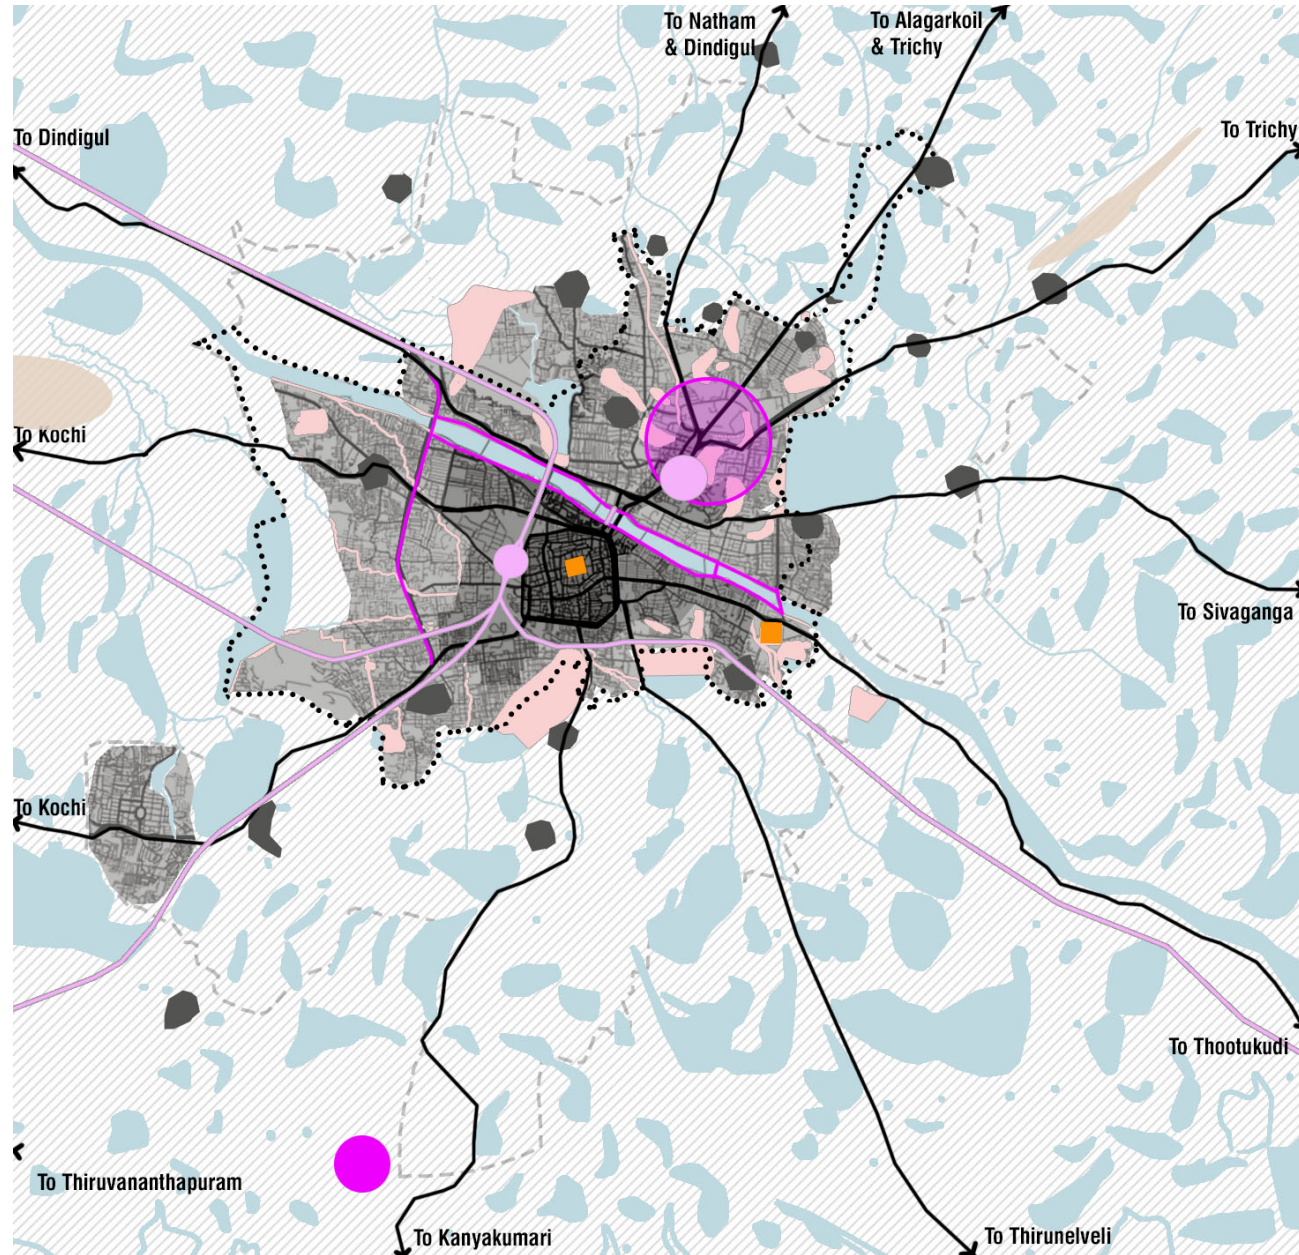 To Natham
& Dindigul
To Alagarkoil
& Trichy
To Dindigul
To Trichy
To Kochi
To Sivaganga
To Kochi
To Thootukudi
To Thiruvananthapuram
To Kanyakumari
To Thirunelveli